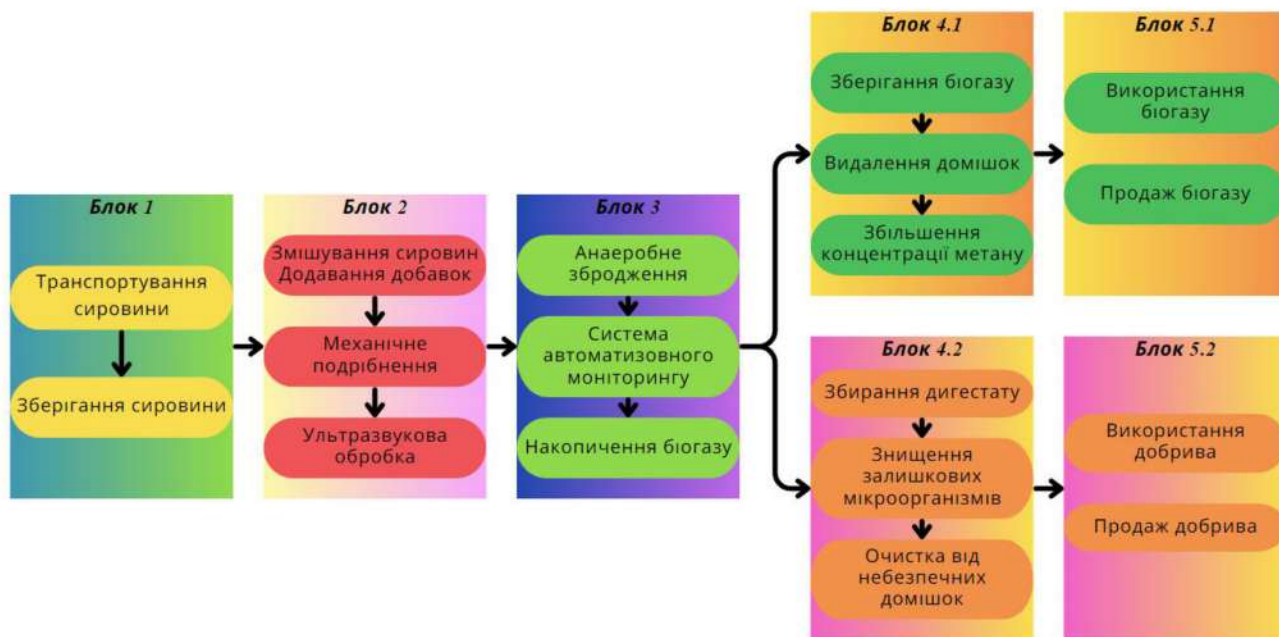 Блок 1
Транспортування
сировини
Зберігання сировини
Блок 2
Змішування сировин
Додавання добавок
Механічне
подрібнення
Ультразвукова
обробка
Блок 3
Анаеробне
збродження
Система
автоматизовного
моніторингу
Накопичення біогазу
Блок 4.1
Зберігання біогазу
Видалення домішок
Збільшення
концентрації метану
Блок 5.1
Використання
біогазу
Продаж біогазу
Блок 4.2
Збирання дигестату
Знищення
залишкових
мікроорганізмів
Очистка від
небезпечних
домішок
Блок 5.2
Використання
добрива
Продаж добрива